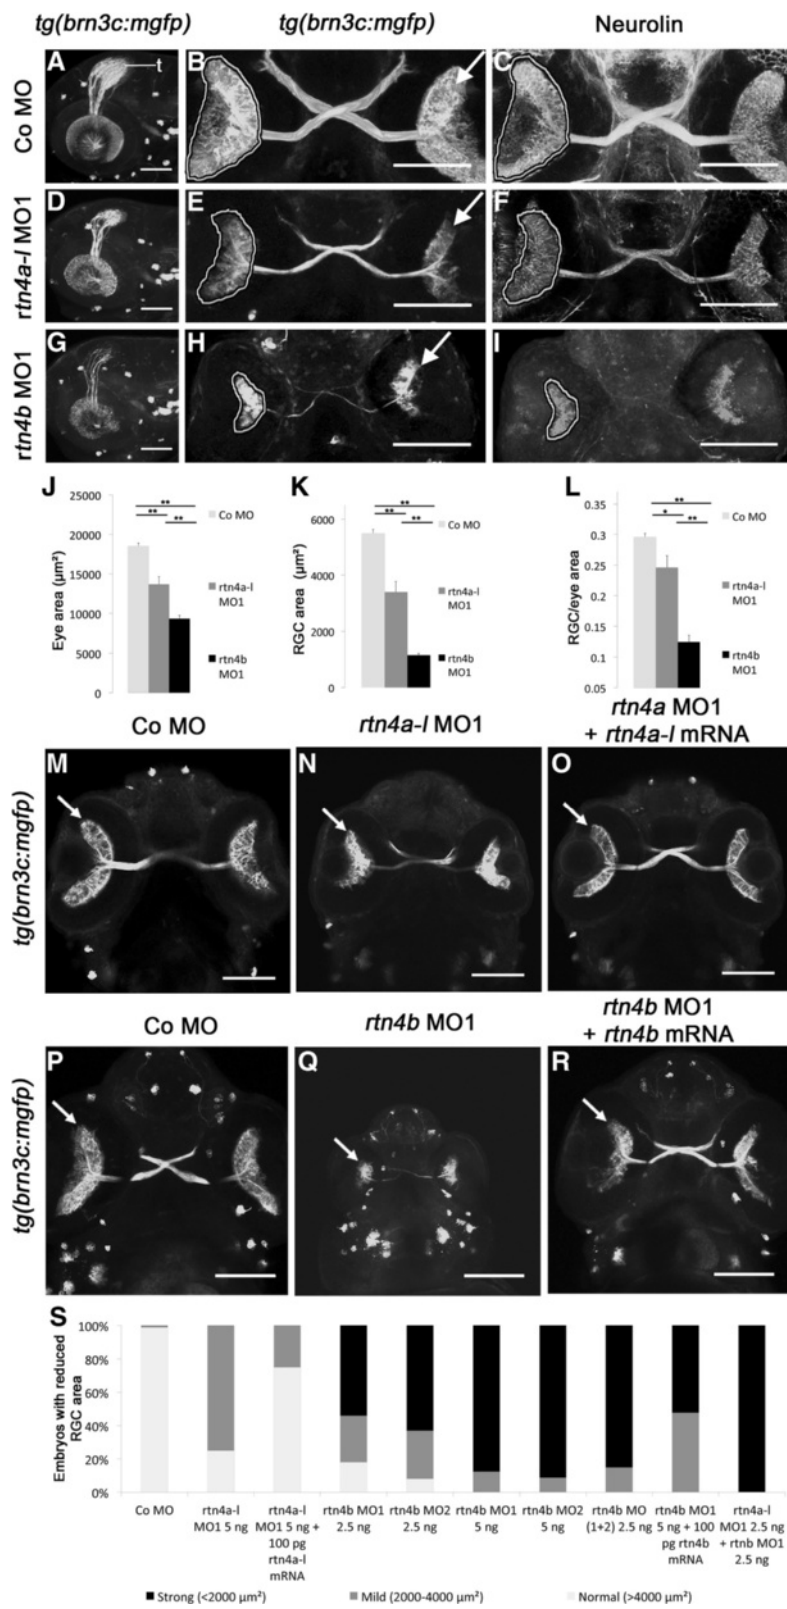 tg(brn3c:mgfp) tg(brn3c:mgfp) Neurolin
Co MO
A t B C
rtn4a-l MO1
D E F
rtn4b MO1
G H I
J
Eye area (µm²)
25000
20000
15000
10000
5000
0
**
** **
Co MO
rtn4a-l
MO1
rtn4b
MO1
K
RGC area (µm²)
6000
4000
2000
0
**
** **
Co MO
rtn4a-l
MO1
rtn4b
MO1
L
RGC/eye area
0.3
0.25
0.2
0.15
0.1
0.05
**
* **
Co MO
rtn4a-l
MO1
rtn4b
MO1
Co MO
rtn4a-l MO1
rtn4a MO1
+ rtn4a-l mRNA
tg(brn3c:mgfp)
M N O
Co MO
rtn4b MO1
rtn4b MO1
+ rtn4b mRNA
tg(brn3c:mgfp)
P Q R
S
Embryos with reduced
RGC area
100%
80%
60%
40%
20%
0%
Co MO
rtn4a-l
MO1 5 ng
rtn4a-l
MO1 5 ng +
100 pg
rtn4a-l
mRNA
rtn4b MO1
2.5 ng
rtn4b MO2
2.5 ng
rtn4b MO1
5 ng
rtn4b MO2
5 ng
rtn4b MO
(1+2) 2.5 ng
rtn4b MO1
5 ng + 100
pg rtn4b
mRNA
rtn4a-l
MO1 2.5 ng
+ rtnb MO1
2.5 ng
Strong (<2000 µm²) Mild (2000-4000 µm²) Normal (>4000 µm²)